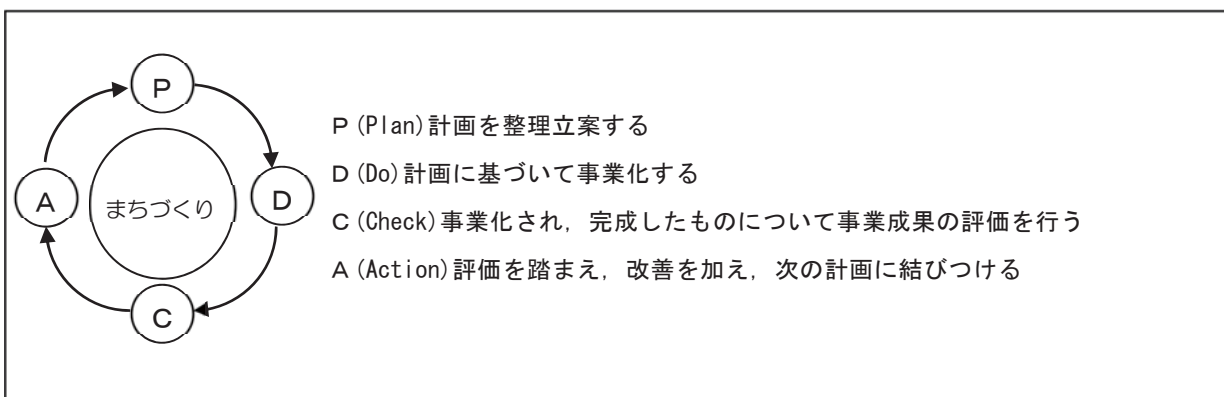 P
P(Plan)計画を整理立案する
D(Do)計画に基づいて事業化する
A
まちづくり
D
C(Check)事業化され，完成したものについて事業成果の評価を行う
A(Action)評価を踏まえ，改善を加え，次の計画に結びつける
C